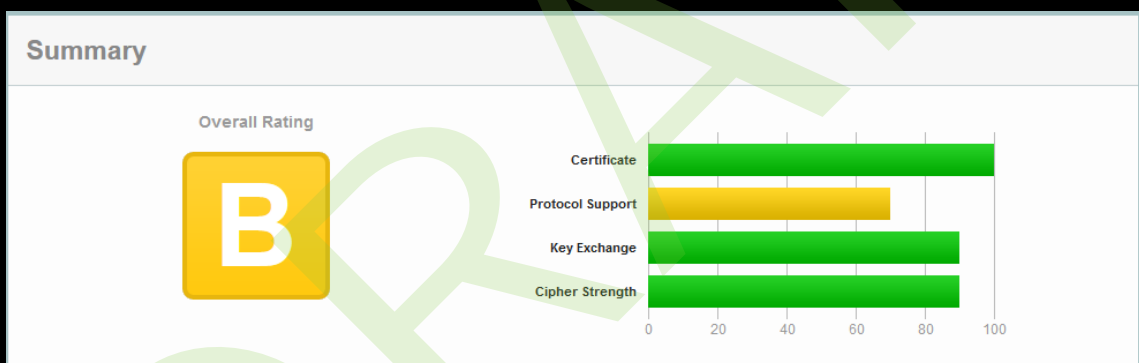 Summary
Overall Rating
B
Certificate
Protocol Support
Key Exchange
Cipher Strength
0 20 40 60 80 100